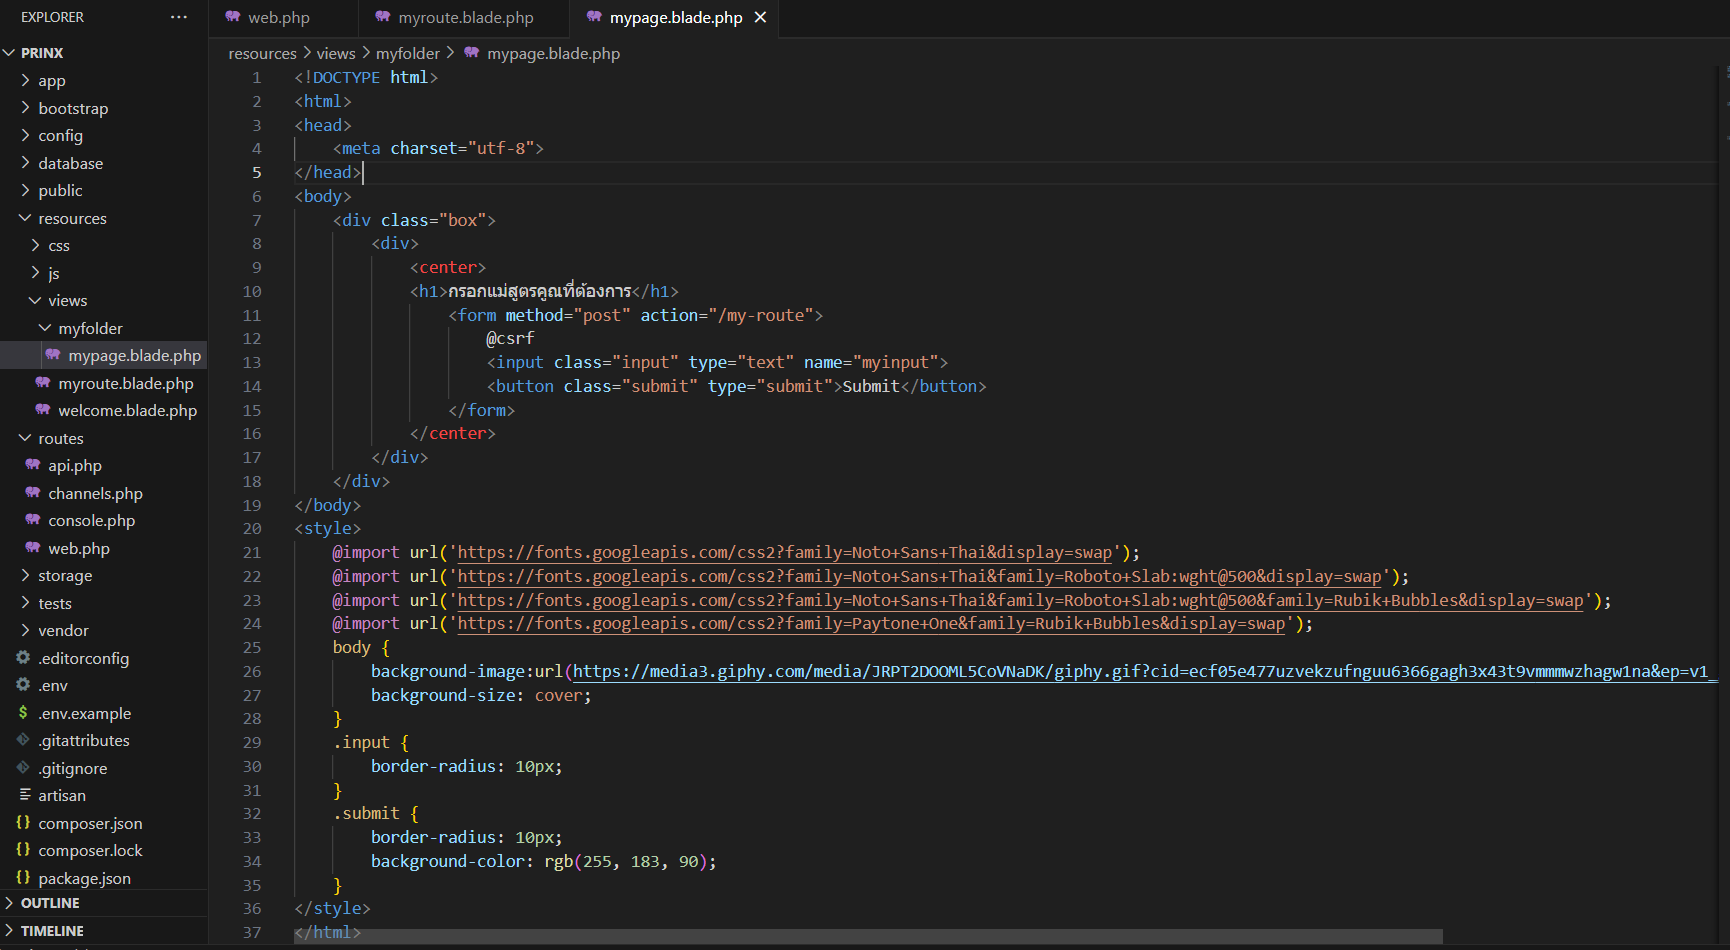 EXPLORER
PRINX
app
bootstrap
config
database
public
resources
css
js
views
myfolder
mypage.blade.php
myroute.blade.php
welcome.blade.php
routes
api.php
channels.php
console.php
web.php
storage
tests
vendor
.editorconfig
.env
.env.example
.gitattributes
.gitignore
artisan
composer.json
composer.lock
package.json
OUTLINE
TIMELINE
web.php myroute.blade.php mypage.blade.php
resources > views > myfolder > mypage.blade.php
1 <!DOCTYPE html>
2 <html>
3 <head>
4 <meta charset="utf-8">
5 </head>
6 <body>
7 <div class="box">
8 <div>
9 <center>
10 <h1>กรอกแม่สูตรคูณที่ต้องการ</h1>
11 <form method="post" action="/my-route">
12 @csrf
13 <input class="input" type="text" name="myinput">
14 <button class="submit" type="submit">Submit</button>
15 </form>
16 </center>
17 </div>
18 </div>
19 </body>
20 <style>
21 @import url('https://fonts.googleapis.com/css2?family=Noto+Sans+Thai&display=swap');
22 @import url('https://fonts.googleapis.com/css2?family=Noto+Sans+Thai&family=Roboto+Slab:wght@500&display=swap');
23 @import url('https://fonts.googleapis.com/css2?family=Noto+Sans+Thai&family=Roboto+Slab:wght@500&family=Rubik+Bubbles&display=swap');
24 @import url('https://fonts.googleapis.com/css2?family=Paytone+One&family=Rubik+Bubbles&display=swap');
25 body {
26 background-image:url(https://media3.giphy.com/media/JRPT2DOOML5CoVNaDK/giphy.gif?cid=ecf05e477uzvekzufnguu6366gagh3x43t9vmmmwzhagw1na&ep=v1_
27 background-size: cover;
28 }
29 .input {
30 border-radius: 10px;
31 }
32 .submit {
33 border-radius: 10px;
34 background-color: rgb(255, 183, 90);
35 }
36 </style>
37 </html>